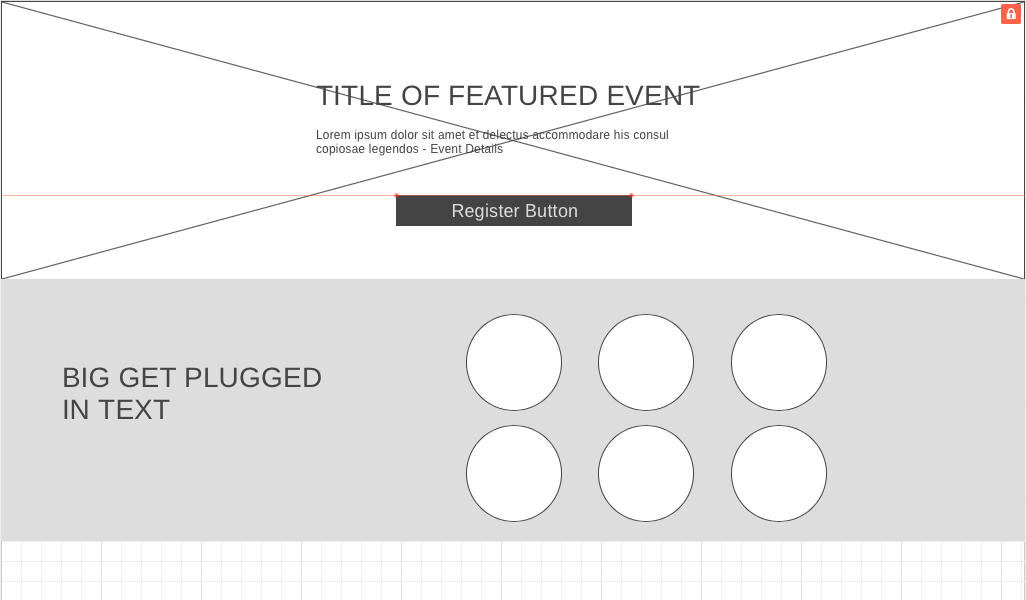 TITLE OF FEATURED EVENT
Lorem ipsum dolor sit amet et delectus accommodare his consul
copiosae legendos - Event Details
Register Button
BIG GET PLUGGED
IN TEXT